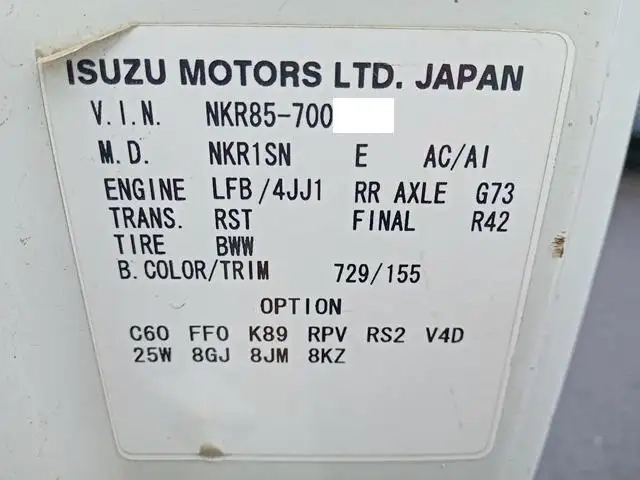 ISUZU MOTORS LTD. JAPAN
V.I.N. NKR85-700
M.D. NKR1SN E AC/AI
ENGINE LFB/4JJ1 RR AXLE G73
TRANS. RST FINAL R42
TIRE BWW
B.COLOR/TRIM 729/155
OPTION
C60 FF0 K89 RPV RS2 V4D
25W 8GJ 8JM 8KZ